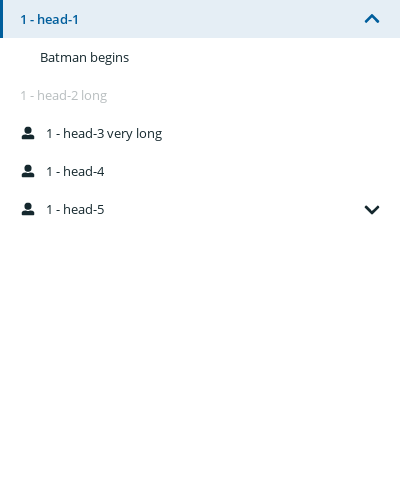 1 - head-1
Batman begins
1 - head-2 long
1 - head-3 very long
1 - head-4
1 - head-5